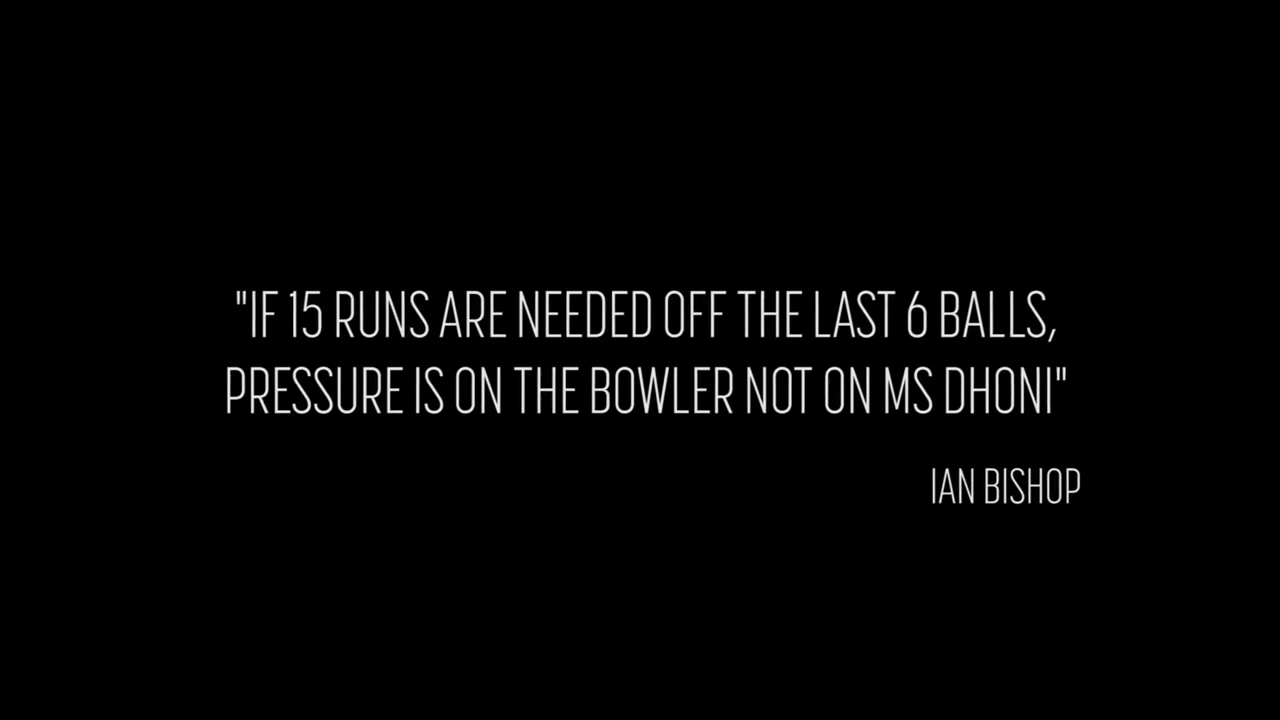 "IF 15 RUNS ARE NEEDED OFF THE LAST 6 BALLS,
PRESSURE IS ON THE BOWLER NOT ON MS DHONI"
IAN BISHOP